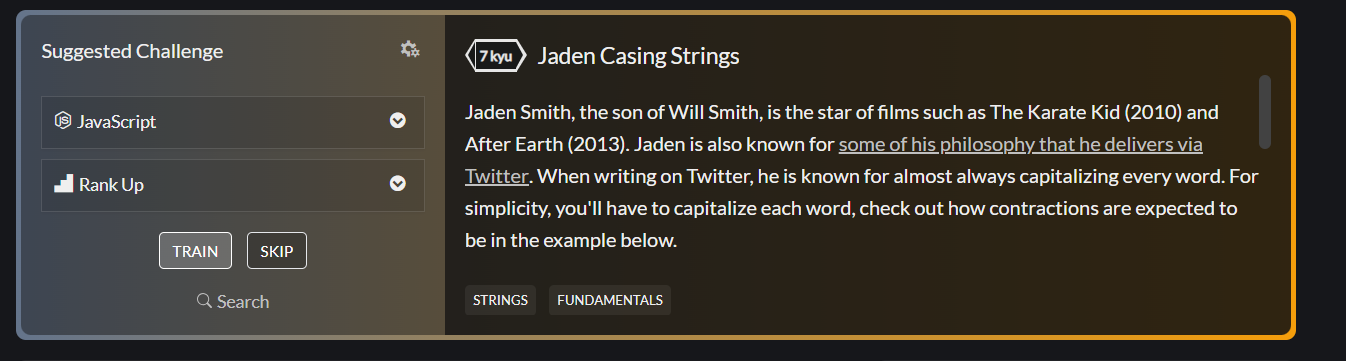 Suggested Challenge
JavaScript
Rank Up
TRAIN SKIP
Search
7 kyu Jaden Casing Strings
Jaden Smith, the son of Will Smith, is the star of films such as The Karate Kid (2010) and
After Earth (2013). Jaden is also known for some of his philosophy that he delivers via
Twitter. When writing on Twitter, he is known for almost always capitalizing every word. For
simplicity, you'll have to capitalize each word, check out how contractions are expected to
be in the example below.
STRINGS FUNDAMENTALS